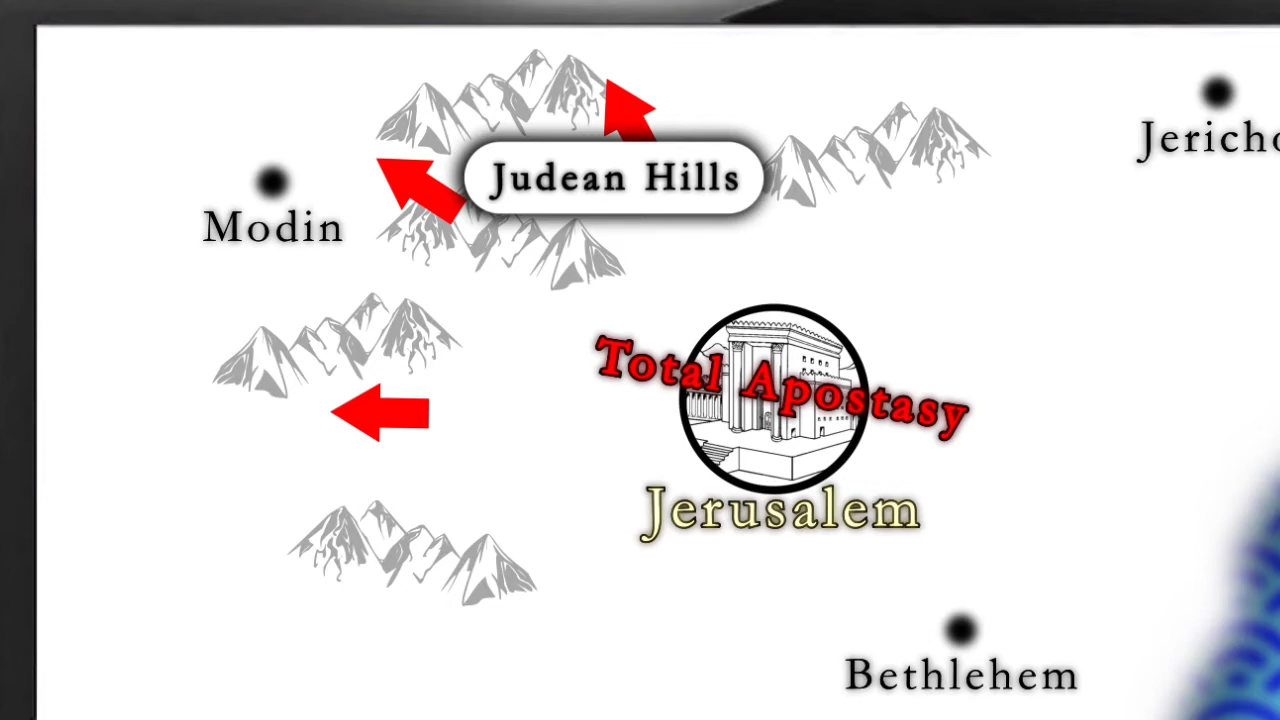 Jericho
Judean Hills
Modin
Total Apostasy
Jerusalem
Bethlehem